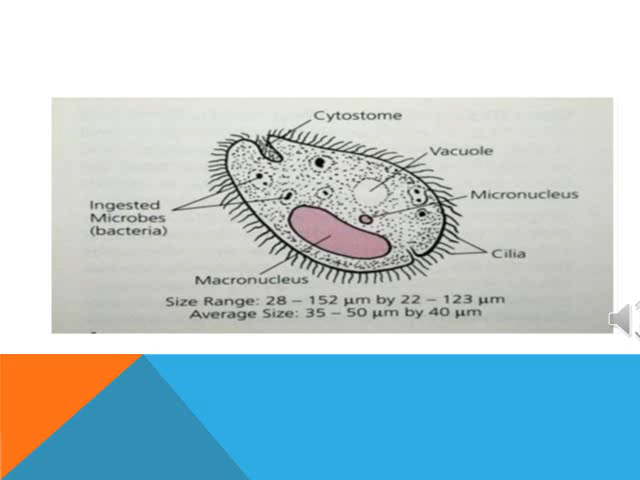 Cytostome
Vacuole
Micronucleus
Ingested
Microbes
(bacteria)
Cilia
Macronucleus
Size Range: 28 – 152 µm by 22 – 123 µm
Average Size: 35 – 50 µm by 40 µm